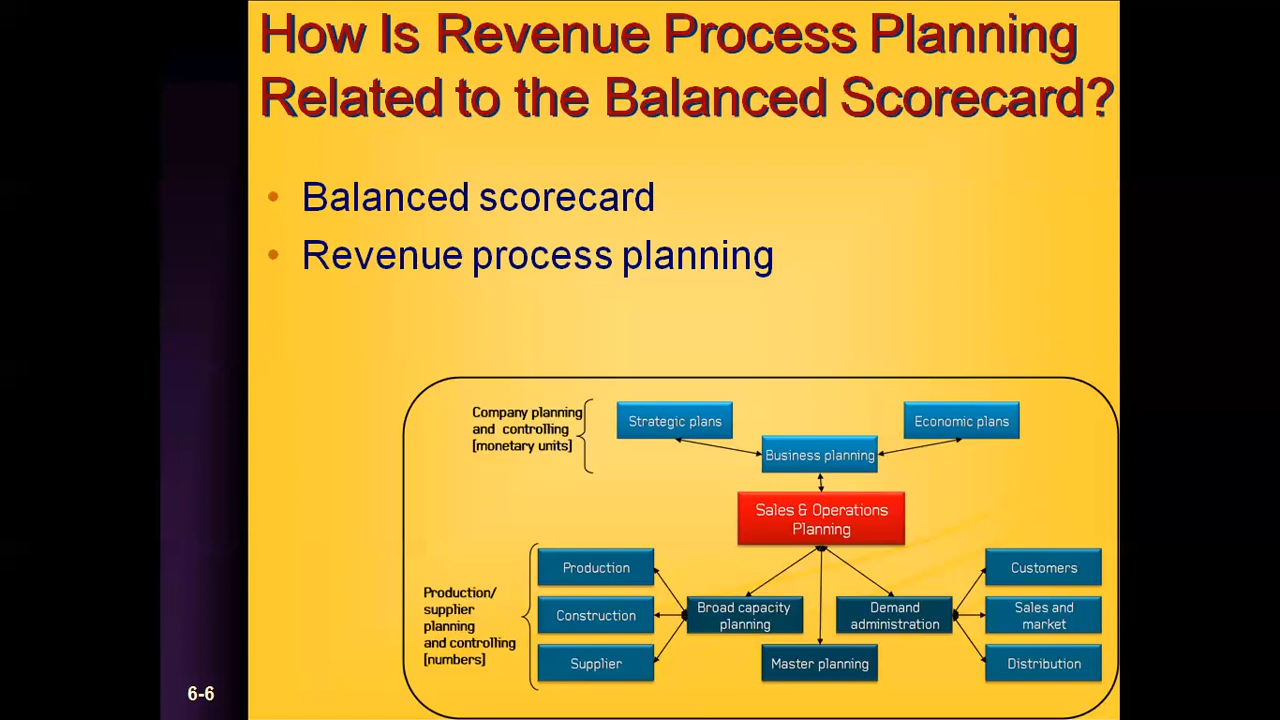 How Is Revenue Process Planning
Related to the Balanced Scorecard?
• Balanced scorecard
• Revenue process planning
Company planning
and controlling
[monetary units]
Strategic plans
Economic plans
Business planning
Sales & Operations
Planning
Production/
supplier
planning
and controlling
[numbers]
Production
Construction
Supplier
Broad capacity
planning
Demand
administration
Master planning
Customers
Sales and
market
Distribution
6-6